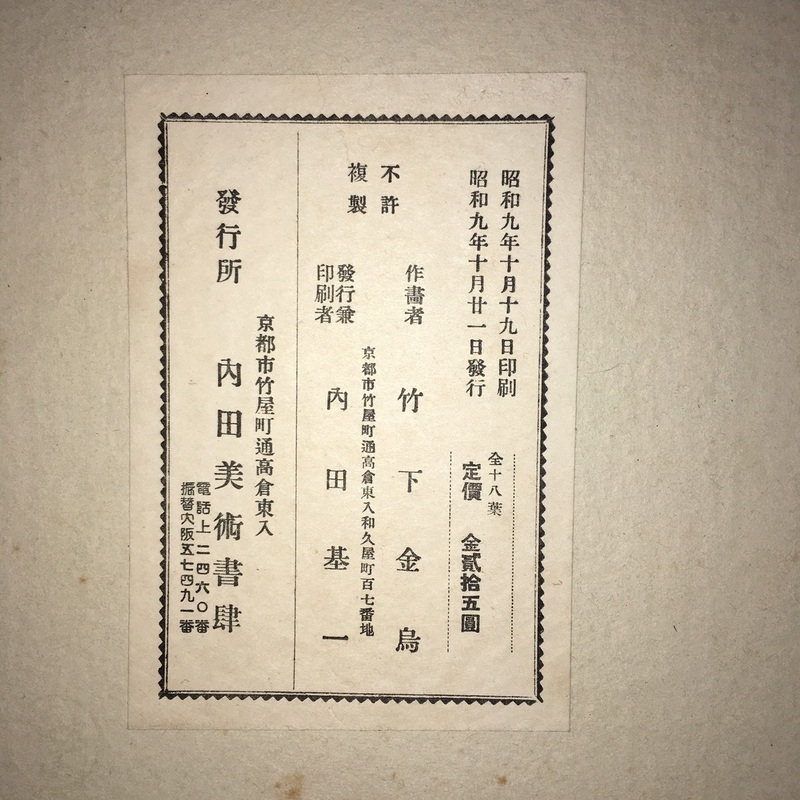 昭和九年十月十九日印刷
昭和九年十月廿一日發行
全十八葉
定價 金貳拾五圓
不許
複製
作畫者 竹下金烏
京都市竹屋町通高倉東入和久屋町百七番地
發行兼
印刷者
內田基一
京都市竹屋町通高倉東入
發行所 內田美術書肆
電話上二四六〇番
振替大阪五七四九一番